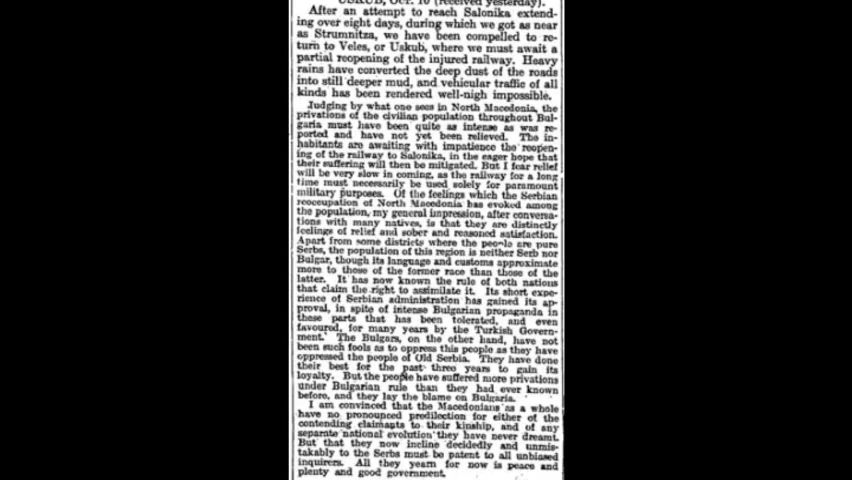 USKUB, Oct. 10 (received yesterday).
After an attempt to reach Salonika extend-
ing over eight days, during which we got as near
as Strumnitza, we have been compelled to re-
turn to Veles, or Uskub, where we must await a
partial reopening of the injured railway. Heavy
rains have converted the deep dust of the roads
into still deeper mud, and vehicular traffic of all
kinds has been rendered well-nigh impossible.
Judging by what one sees in North Macedonia, the
privations of the civilian population throughout Bul-
garia must have been quite as intense as was re-
ported and have not yet been relieved. The in-
habitants are awaiting with impatience the reopen-
ing of the railway to Salonika, in the eager hope that
their suffering will then be mitigated. But I fear relief
will be very slow in coming, as the railway for a long
time must necessarily be used solely for paramount
military purposes. Of the feelings which the Serbian
reoccupation of North Macedonia has evoked among
the population, my general impression, after conversa-
tions with many natives, is that they are distinctly
feelings of relief and sober and reasoned satisfaction.
Apart from some districts where the people are pure
Serbs, the population of this region is neither Serb nor
Bulgar, though its language and customs approximate
more to those of the former race than those of the
latter. It has now known the rule of both nations
that claim the right to assimilate it. Its short expe-
rience of Serbian administration has gained its ap-
proval, in spite of intense Bulgarian propaganda in
these parts that has been tolerated, and even
favoured, for many years by the Turkish Govern-
ment. The Bulgars, on the other hand, have not
been such fools as to oppress this people as they have
oppressed the people of Old Serbia. They have done
their best for the past three years to gain its
loyalty. But the people have suffered more privations
under Bulgarian rule than they had ever known
before, and they lay the blame on Bulgaria.
I am convinced that the Macedonians as a whole
have no pronounced predilection for either of the
contending claimants to their kinship, and of any
separate national evolution they have never dreamt.
But that they now incline decidedly and unmis-
takably to the Serbs must be patent to all unbiased
inquirers. All they yearn for now is peace and
plenty and good government.